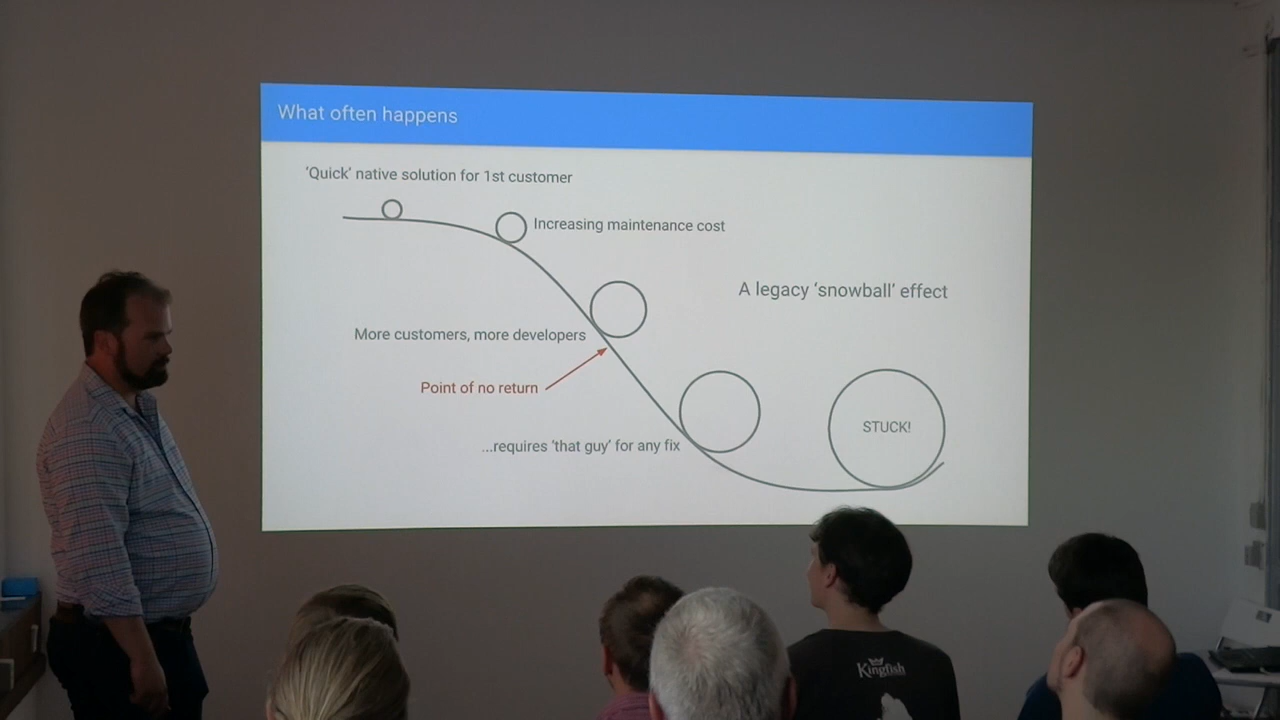 What often happens
'Quick' native solution for 1st customer
Increasing maintenance cost
A legacy 'snowball' effect
More customers, more developers
Point of no return
STUCK!
...requires 'that guy' for any fix
Kingfish